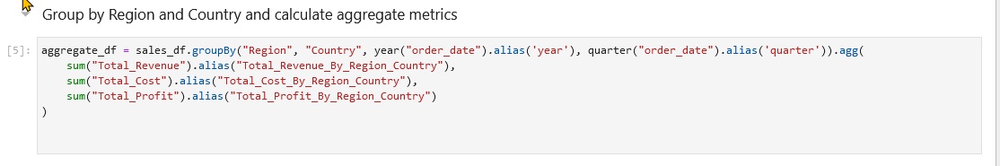 Group by Region and Country and calculate aggregate metrics
[5]: aggregate_df = sales_df.groupBy("Region", "Country", year("order_date").alias('year'), quarter("order_date").alias('quarter')).agg(
    sum("Total_Revenue").alias("Total_Revenue_By_Region_Country"),
    sum("Total_Cost").alias("Total_Cost_By_Region_Country"),
    sum("Total_Profit").alias("Total_Profit_By_Region_Country")
)